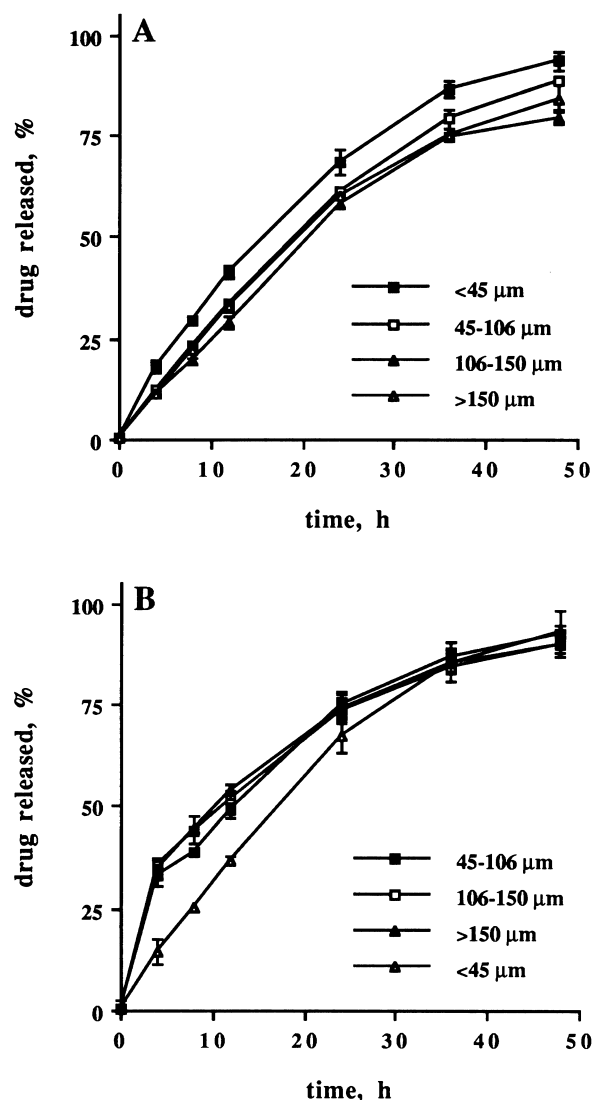 A
100
75
50
25
0
drug released, %
<45 µm
45-106 µm
106-150 µm
>150 µm
0 10 20 30 40 50
time, h
B
100
75
50
25
0
drug released, %
45-106 µm
106-150 µm
>150 µm
<45 µm
0 10 20 30 40 50
time, h